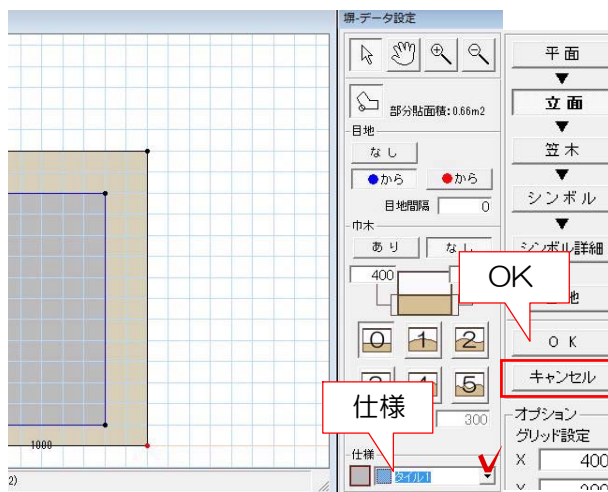 塀-データ設定
部分貼面積:0.66m2
目地
なし
●から
●から
目地間隔
0
巾木
あり
なし
400
OK
0
1
2
5
仕様
300
仕様
タイル1
平面
▼
立面
▼
笠木
▼
シンボル
▼
シンボル詳細
OK
キャンセル
オプション
グリッド設定
X
400
1000
2)